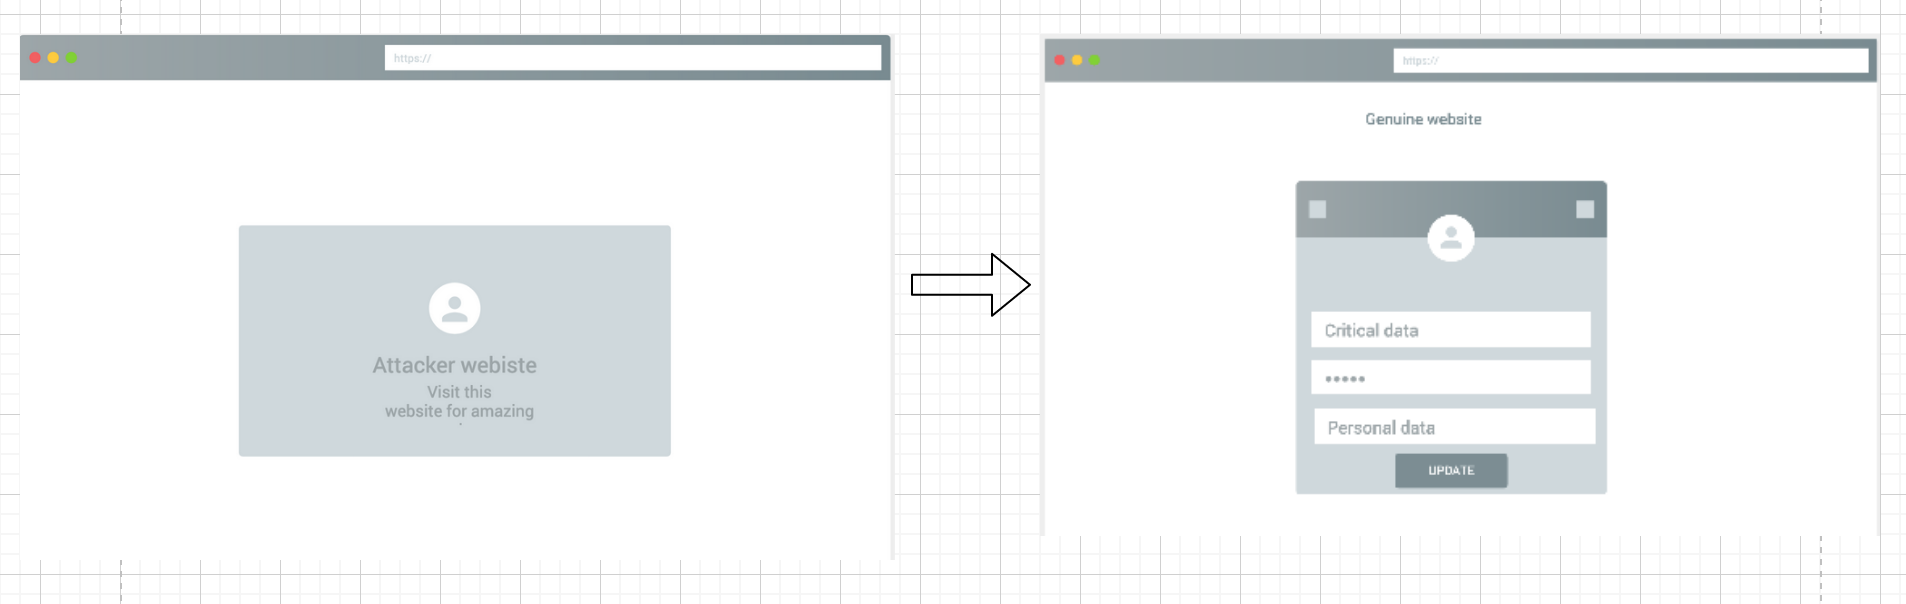 https://
Attacker webiste
Visit this
website for amazing
https://
Genuine website
Critical data
•••••
Personal data
UPDATE